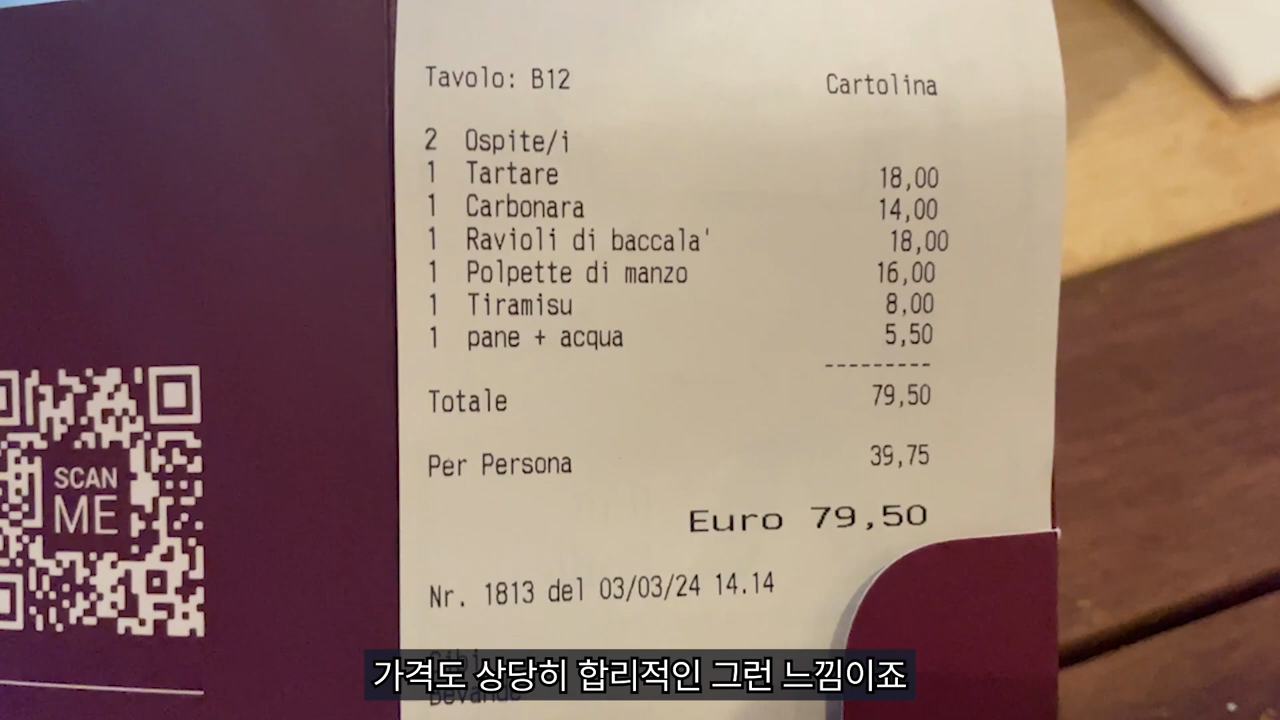 Tavolo: B12 Cartolina
2 Ospite/i
1 Tartare 18,00
1 Carbonara 14,00
1 Ravioli di baccala' 18,00
1 Polpette di manzo 16,00
1 Tiramisu 8,00
1 pane + acqua 5,50
---------
Totale 79,50
Per Persona 39,75
Euro 79,50
Nr. 1813 del 03/03/24 14.14
SCAN
ME
가격도 상당히 합리적인 그런 느낌이죠